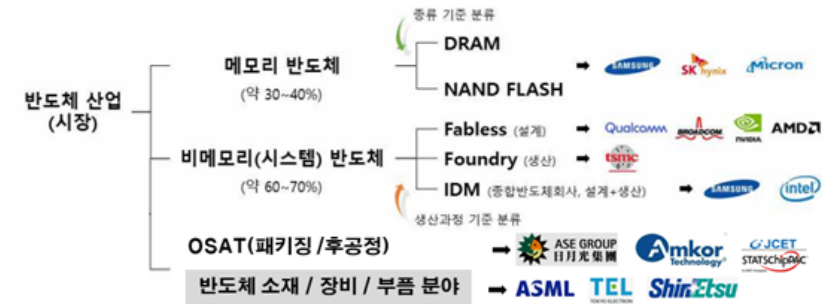 종류 기준 분류
DRAM
메모리 반도체
(약 30~40%)
NAND FLASH
SAMSUNG
SK hynix
Micron
반도체 산업
(시장)
Fabless (설계)
Qualcomm
BROADCOM
NVIDIA
AMD
비메모리(시스템) 반도체
(약 60~70%)
Foundry (생산)
tsmc
IDM (종합반도체회사, 설계+생산)
SAMSUNG
intel
생산과정 기준 분류
OSAT(패키징 /후공정)
ASE GROUP
日月光集團
Amkor
Technology®
JCET
STATSChipPAC
반도체 소재 / 장비 / 부품 분야
ASML
TEL
TOKYO ELECTRON
ShinEtsu